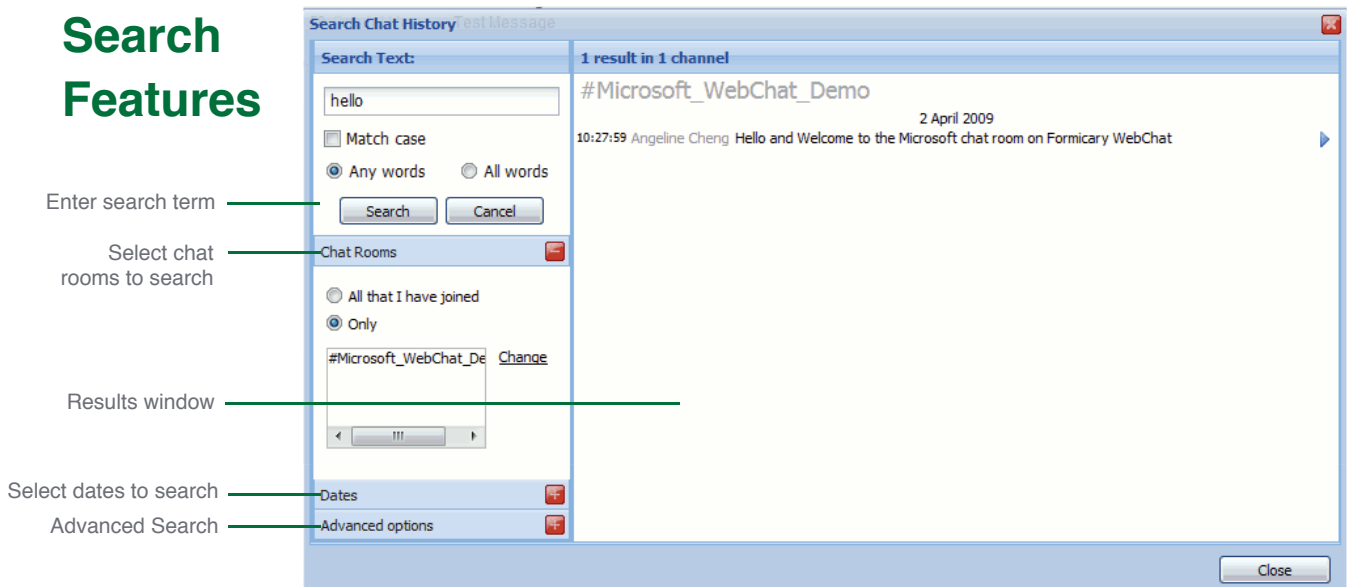 Search
Features
Enter search term
Select chat
rooms to search
Results window
Select dates to search
Advanced Search
Search Chat History
Test Message
Search Text:
hello
Match case
Any words
All words
Search
Cancel
Chat Rooms
All that I have joined
Only
#Microsoft_WebChat_De
Change
Dates
Advanced options
1 result in 1 channel
#Microsoft_WebChat_Demo
2 April 2009
10:27:59 Angeline Cheng Hello and Welcome to the Microsoft chat room on Formicary WebChat
Close